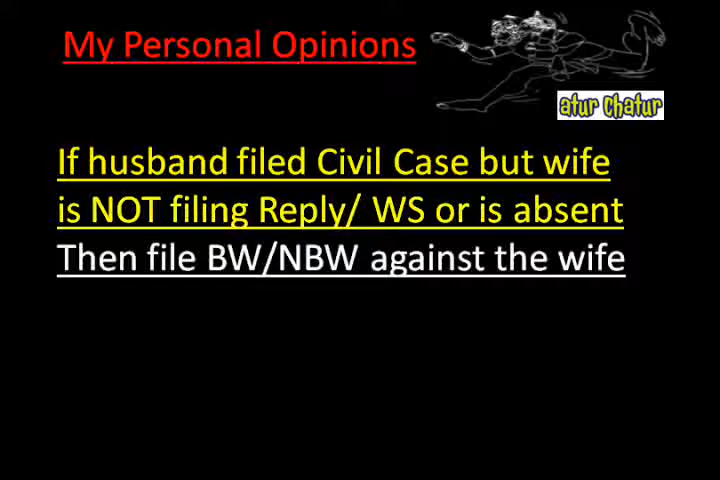 My Personal Opinions
atur chatur
If husband filed Civil Case but wife
is NOT filing Reply/ WS or is absent
Then file BW/NBW against the wife